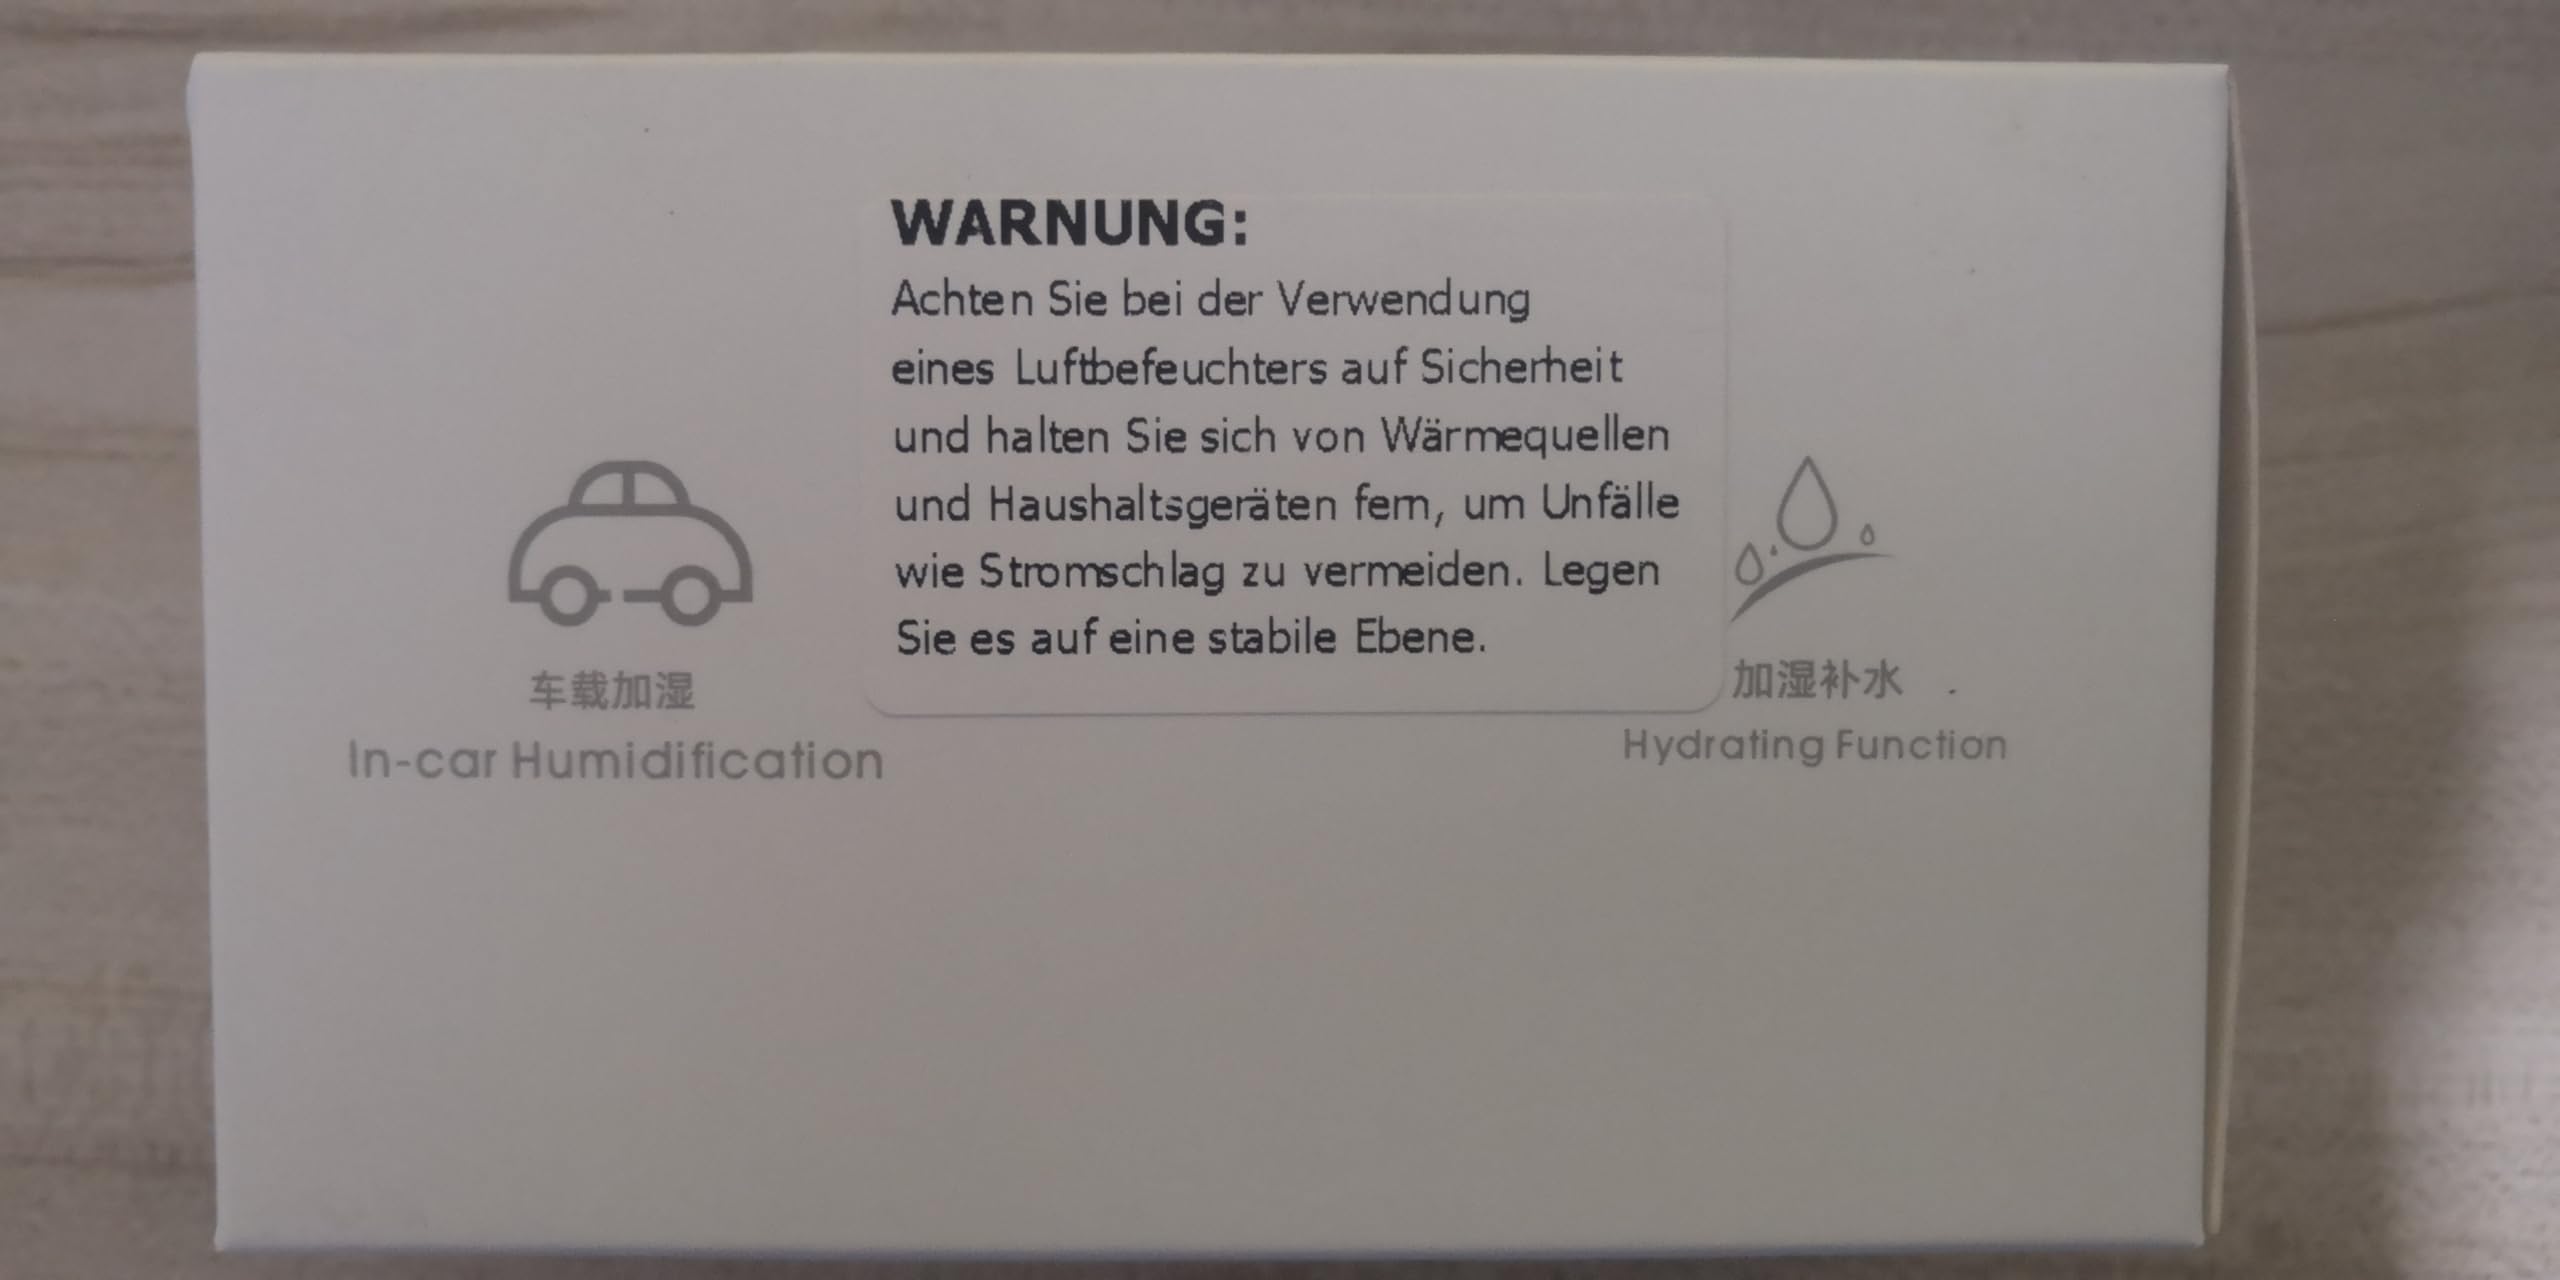 WARNUNG:
Achten Sie bei der Verwendung
eines Luftbefeuchters auf Sicherheit
und halten Sie sich von Wärmequellen
und Haushaltsgeräten fern, um Unfälle
wie Stromschlag zu vermeiden. Legen
Sie es auf eine stabile Ebene.
车载加湿
In-car Humidification
加湿补水
Hydrating Function